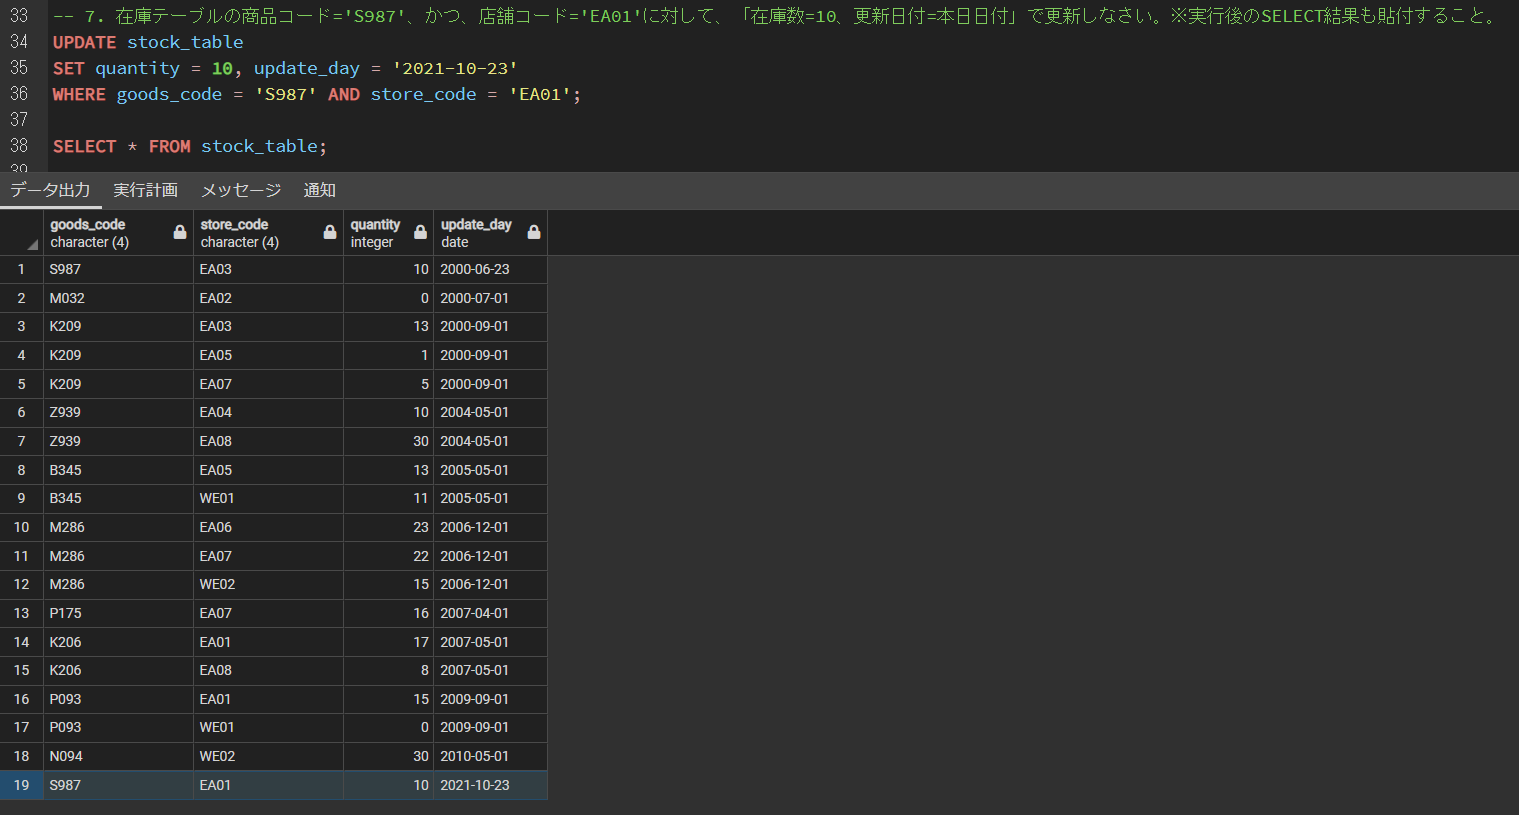 33 -- 7. 在庫テーブルの商品コード='S987'、かつ、店舗コード='EA01'に対して、「在庫数=10、更新日付=本日日付」で更新しなさい。※実行後のSELECT結果も貼付すること。
34 UPDATE stock_table
35 SET quantity = 10, update_day = '2021-10-23'
36 WHERE goods_code = 'S987' AND store_code = 'EA01';
37
38 SELECT * FROM stock_table;
39
データ出力 実行計画 メッセージ 通知
goods_code store_code quantity update_day
character (4) character (4) integer date
1 S987 EA03 10 2000-06-23
2 M032 EA02 0 2000-07-01
3 K209 EA03 13 2000-09-01
4 K209 EA05 1 2000-09-01
5 K209 EA07 5 2000-09-01
6 Z939 EA04 10 2004-05-01
7 Z939 EA08 30 2004-05-01
8 B345 EA05 13 2005-05-01
9 B345 WE01 11 2005-05-01
10 M286 EA06 23 2006-12-01
11 M286 EA07 22 2006-12-01
12 M286 WE02 15 2006-12-01
13 P175 EA07 16 2007-04-01
14 K206 EA01 17 2007-05-01
15 K206 EA08 8 2007-05-01
16 P093 EA01 15 2009-09-01
17 P093 WE01 0 2009-09-01
18 N094 WE02 30 2010-05-01
19 S987 EA01 10 2021-10-23